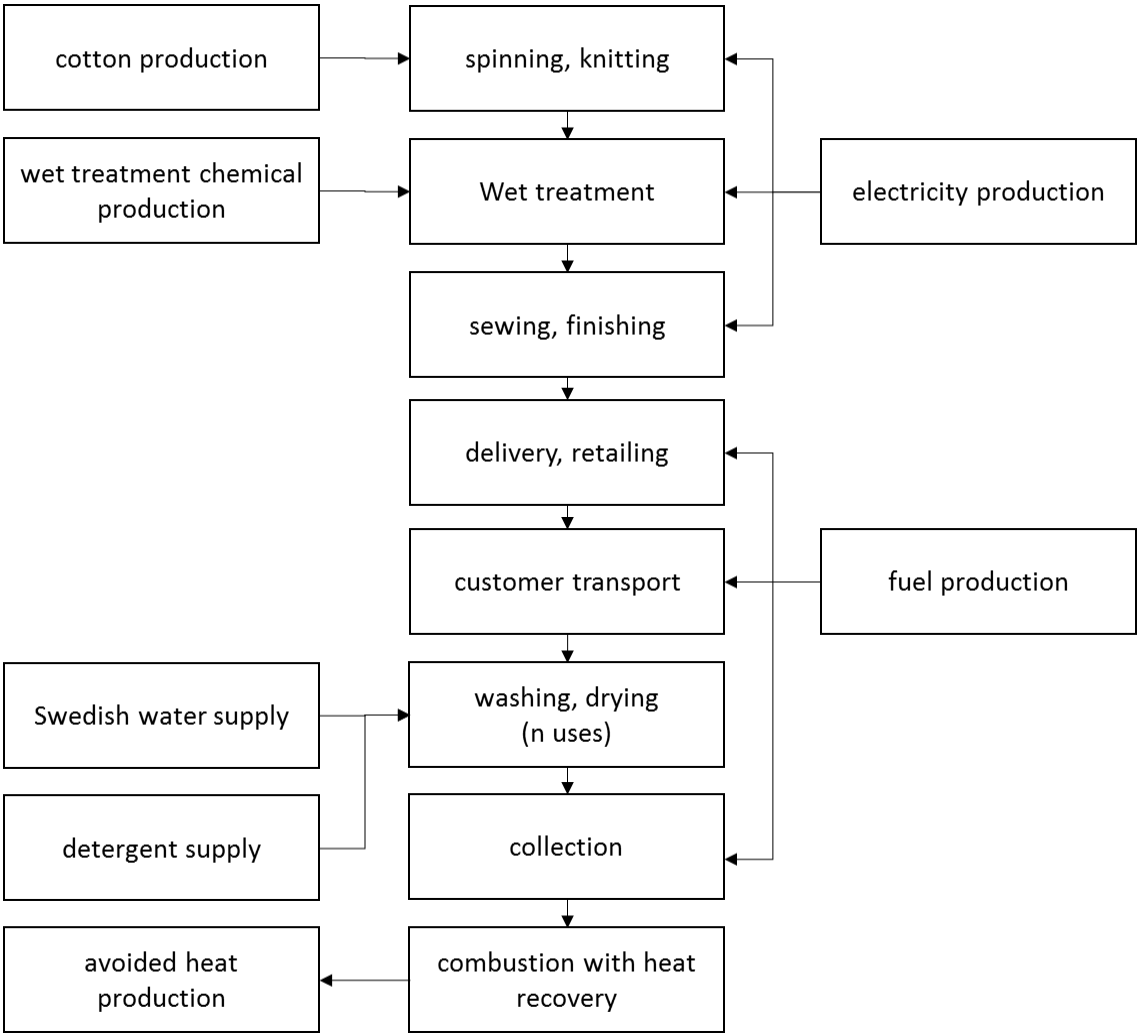 cotton production
spinning, knitting
wet treatment chemical
production
Wet treatment
electricity production
sewing, finishing
delivery, retailing
customer transport
fuel production
Swedish water supply
washing, drying
(n uses)
detergent supply
collection
avoided heat
production
combustion with heat
recovery